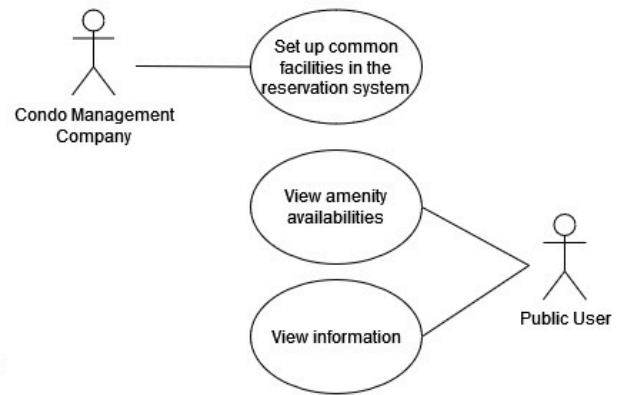 Set up common
facilities in the
reservation system
Condo Management
Company
View amenity
availabilities
View information
Public User